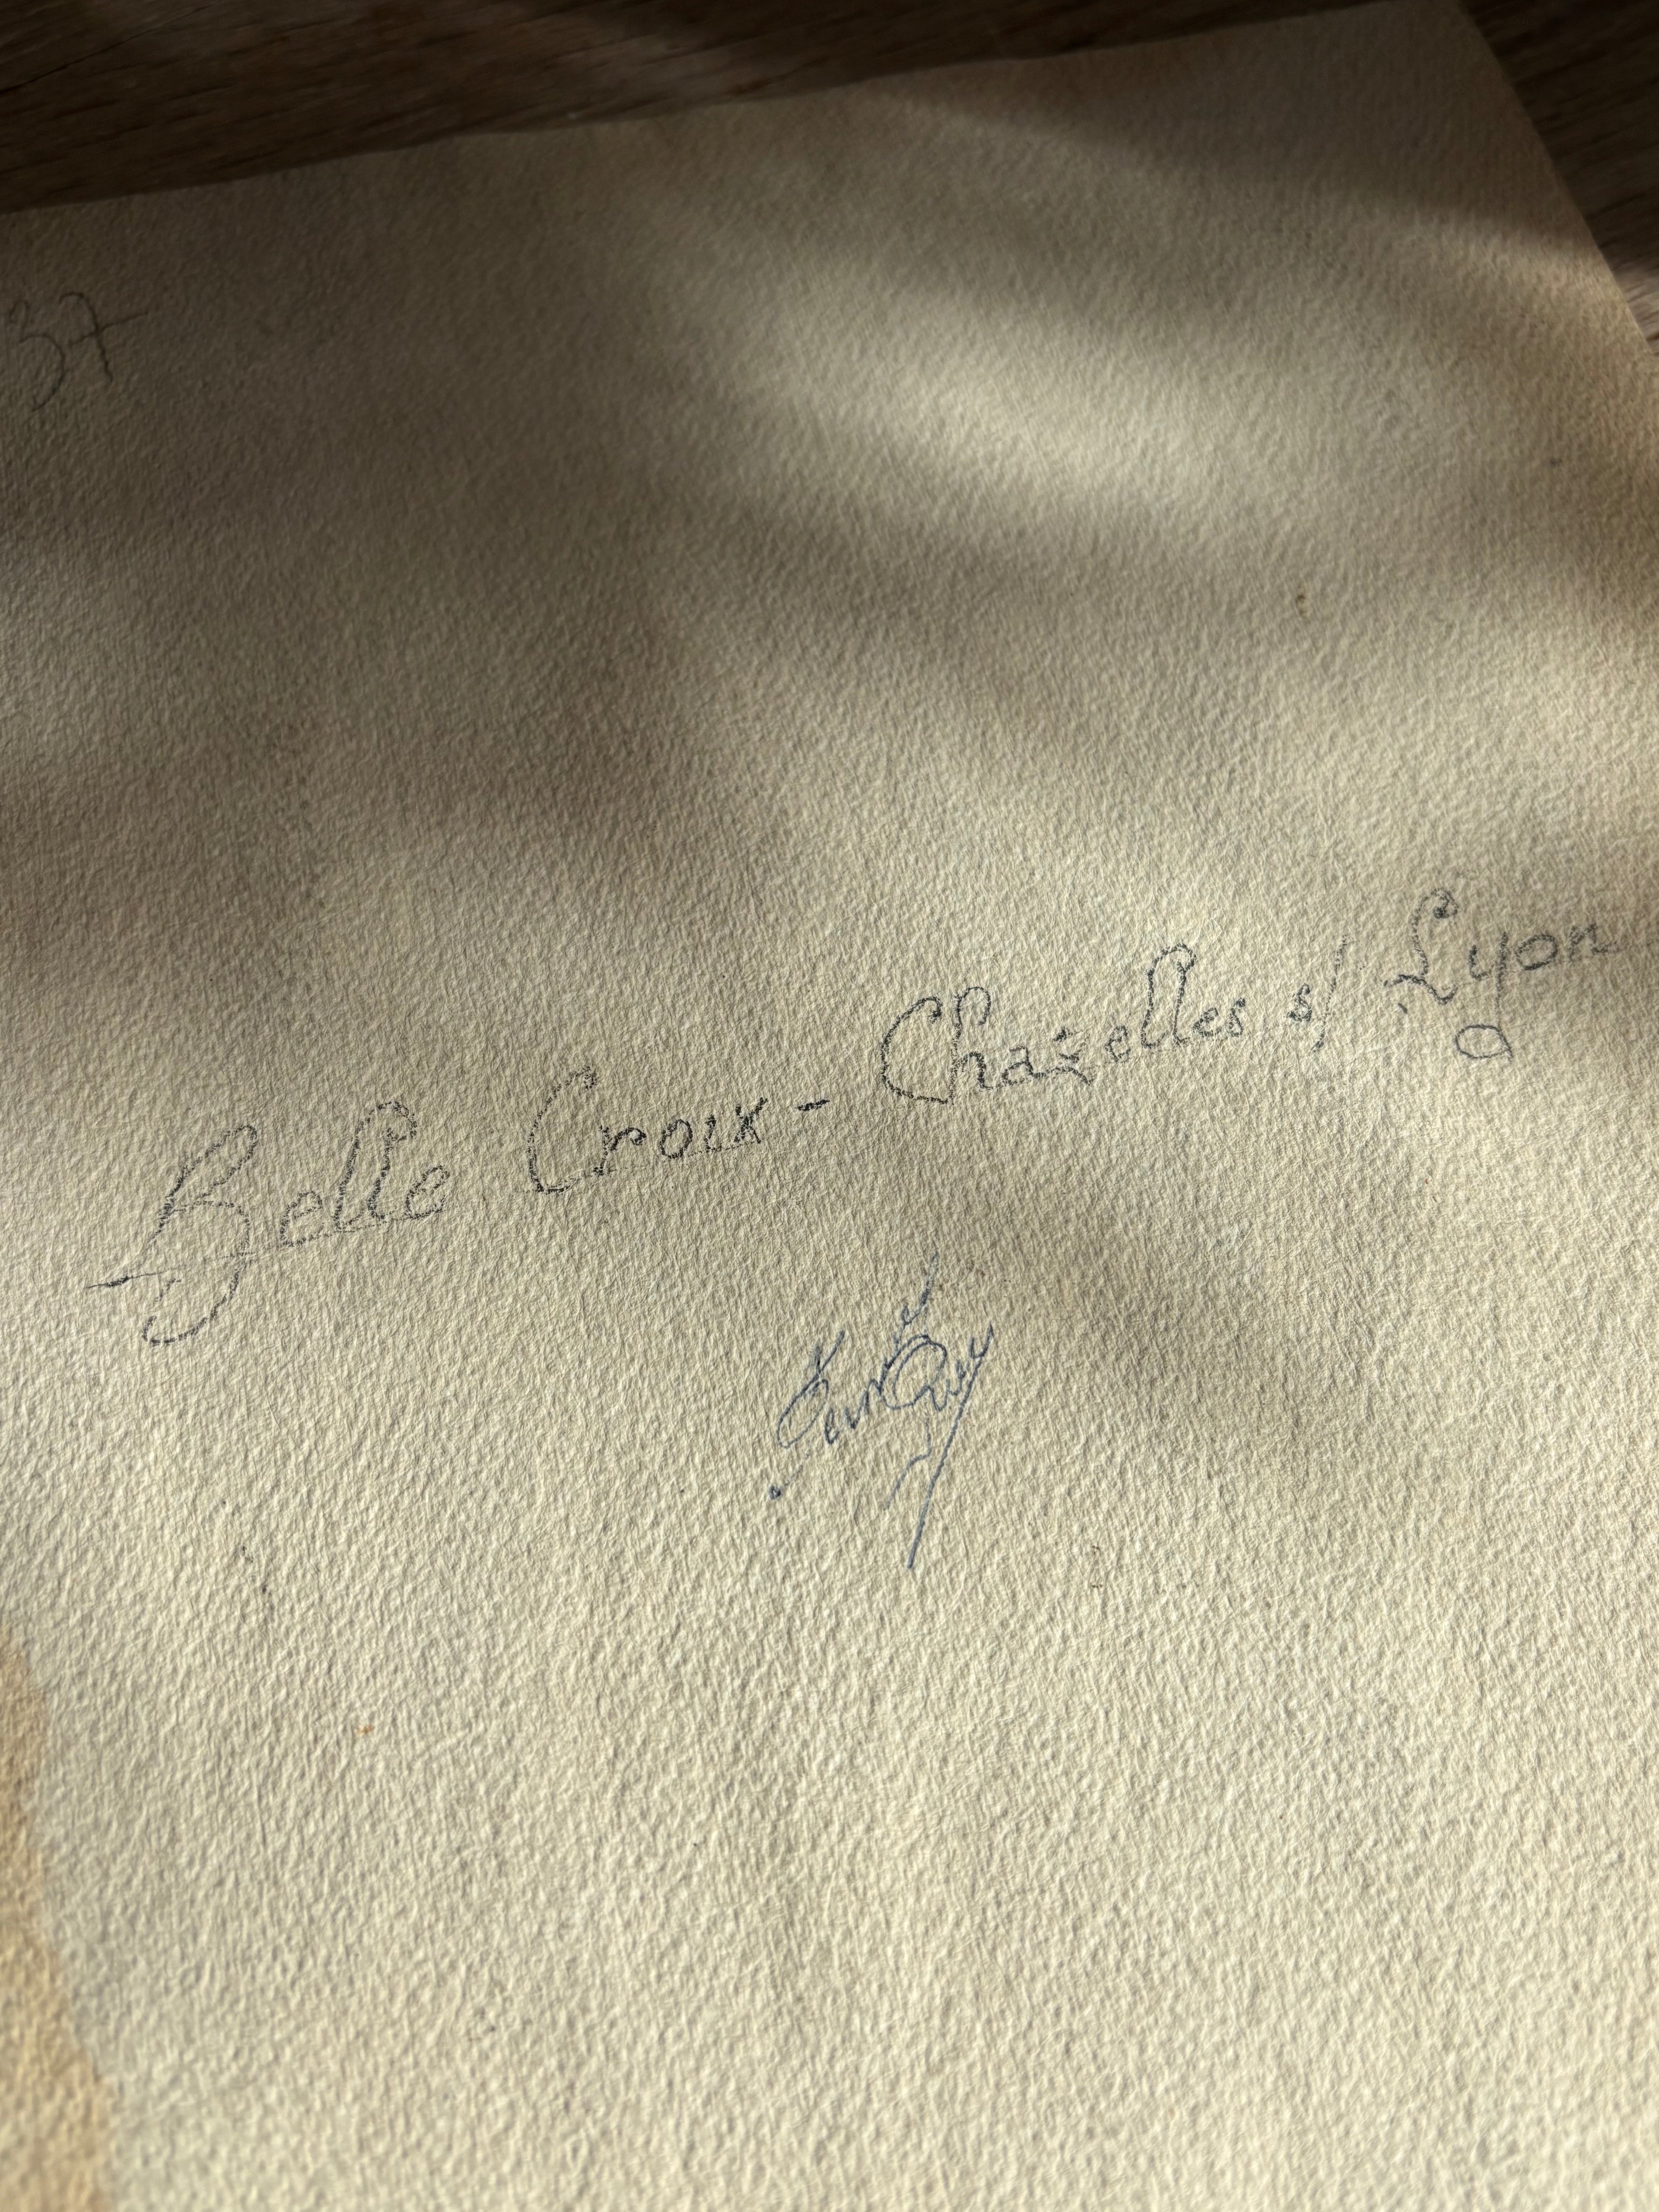 37
Belle Croix - Chazelles s/ Lyon